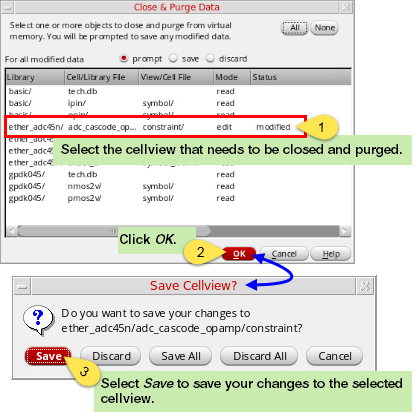 Close & Purge Data
Select one or more objects to close and purge from virtual
memory. You will be prompted to save any modified data.
All
None
For all modified data
prompt
save
discard
Library Cell/Library File View/Cell File Mode Status
basic/ tech.db read
basic/ ipin/ symbol/ read
basic/ opin/ symbol/ read
ether_adc45n/ adc_cascode_op... constraint/ edit modified
1
Select the cellview that needs to be closed and purged.
gpdk045/ tech.db read
gpdk045/ nmos2v/ symbol/ read
gpdk045/ pmos2v/ symbol/ read
Click OK.
2
OK
Cancel
Help
Save Cellview?
Do you want to save your changes to
ether_adc45n/adc_cascode_opamp/constraint?
Save
Discard
Save All
Discard All
Cancel
3
Select Save to save your changes to the selected
cellview.